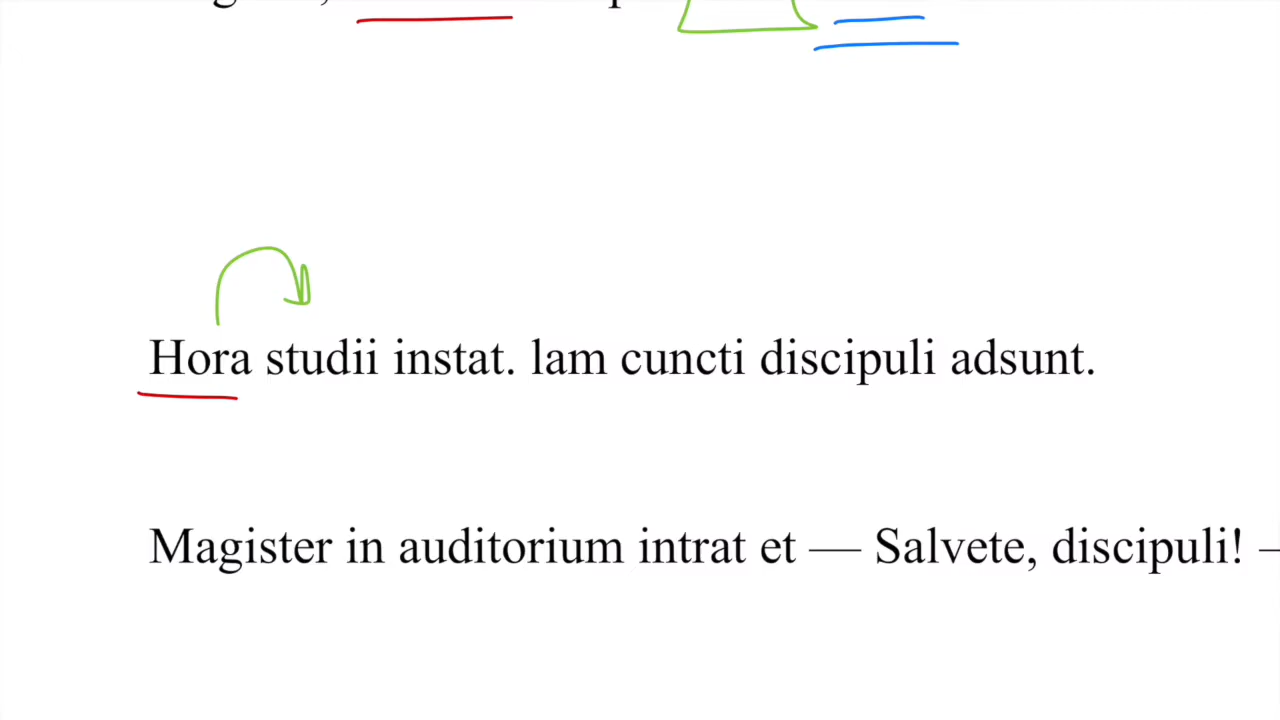 Hora studii instat. Iam cuncti discipuli adsunt.
Magister in auditorium intrat et — Salvete, discipuli! —